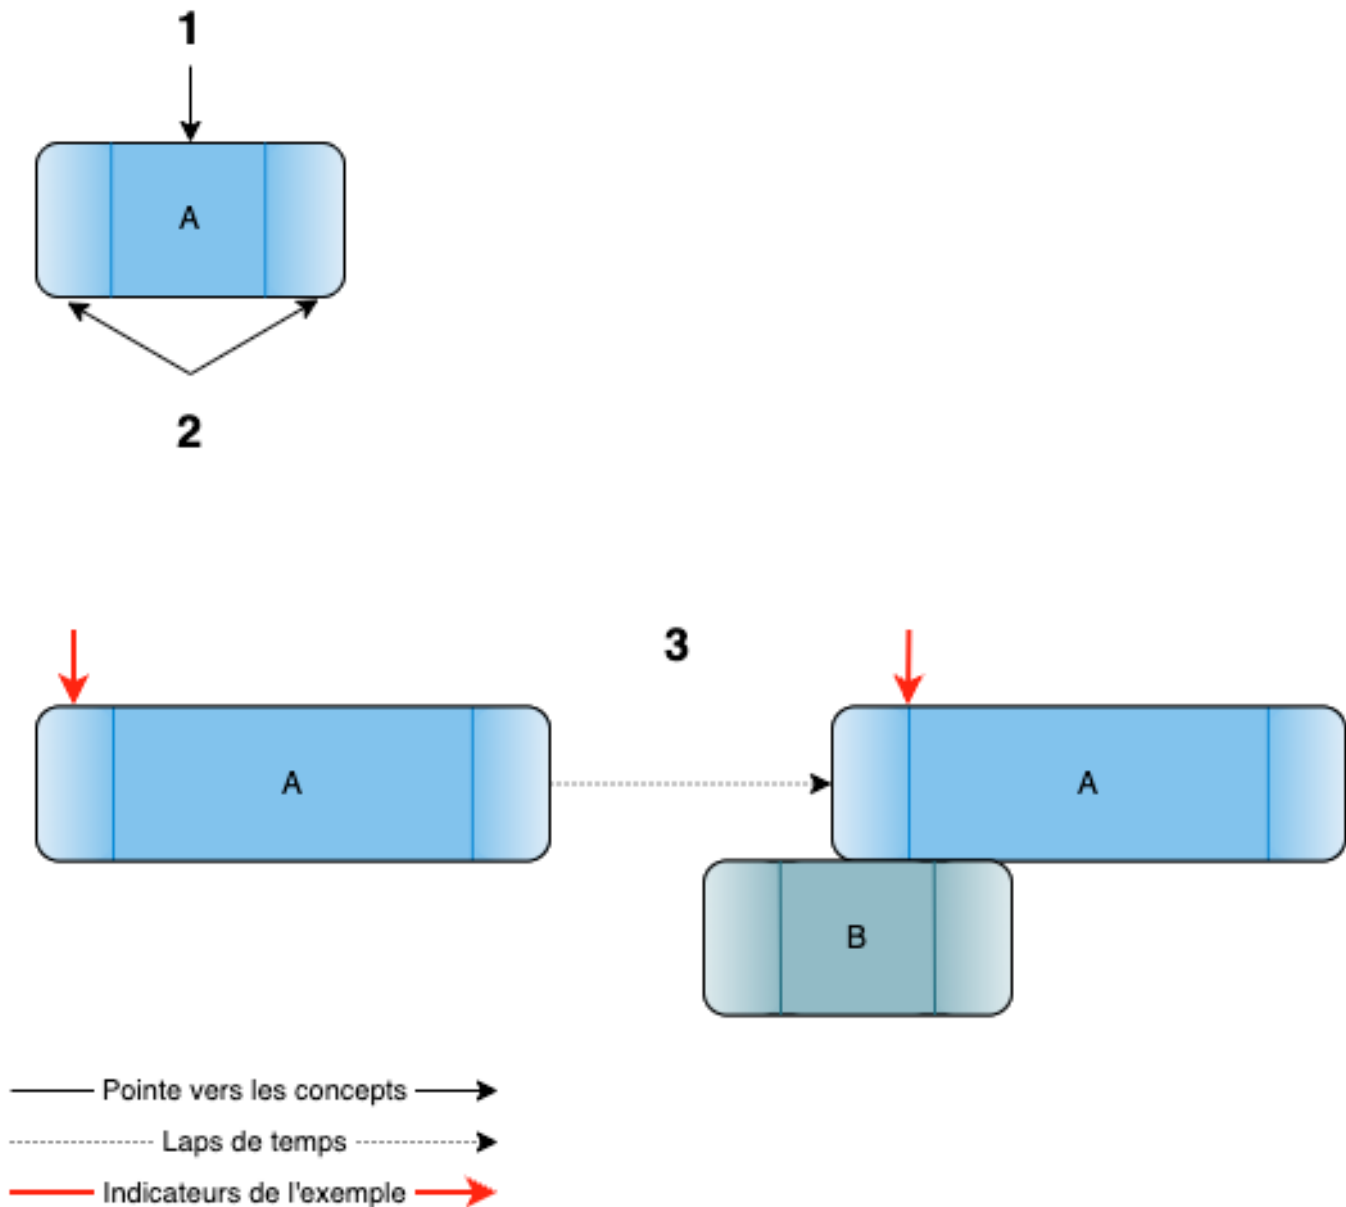 1
A
2
3
A
A
B
Pointe vers les concepts
Laps de temps
Indicateurs de l'exemple